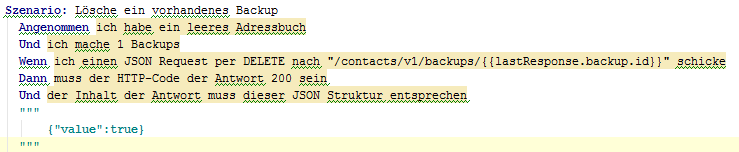 Szenario: Lösche ein vorhandenes Backup
Angenommen ich habe ein leeres Adressbuch
Und ich mache 1 Backups
Wenn ich einen JSON Request per DELETE nach "/contacts/v1/backups/{{lastResponse.backup.id}}" schicke
Dann muss der HTTP-Code der Antwort 200 sein
Und der Inhalt der Antwort muss dieser JSON Struktur entsprechen
"""
{"value":true}
"""